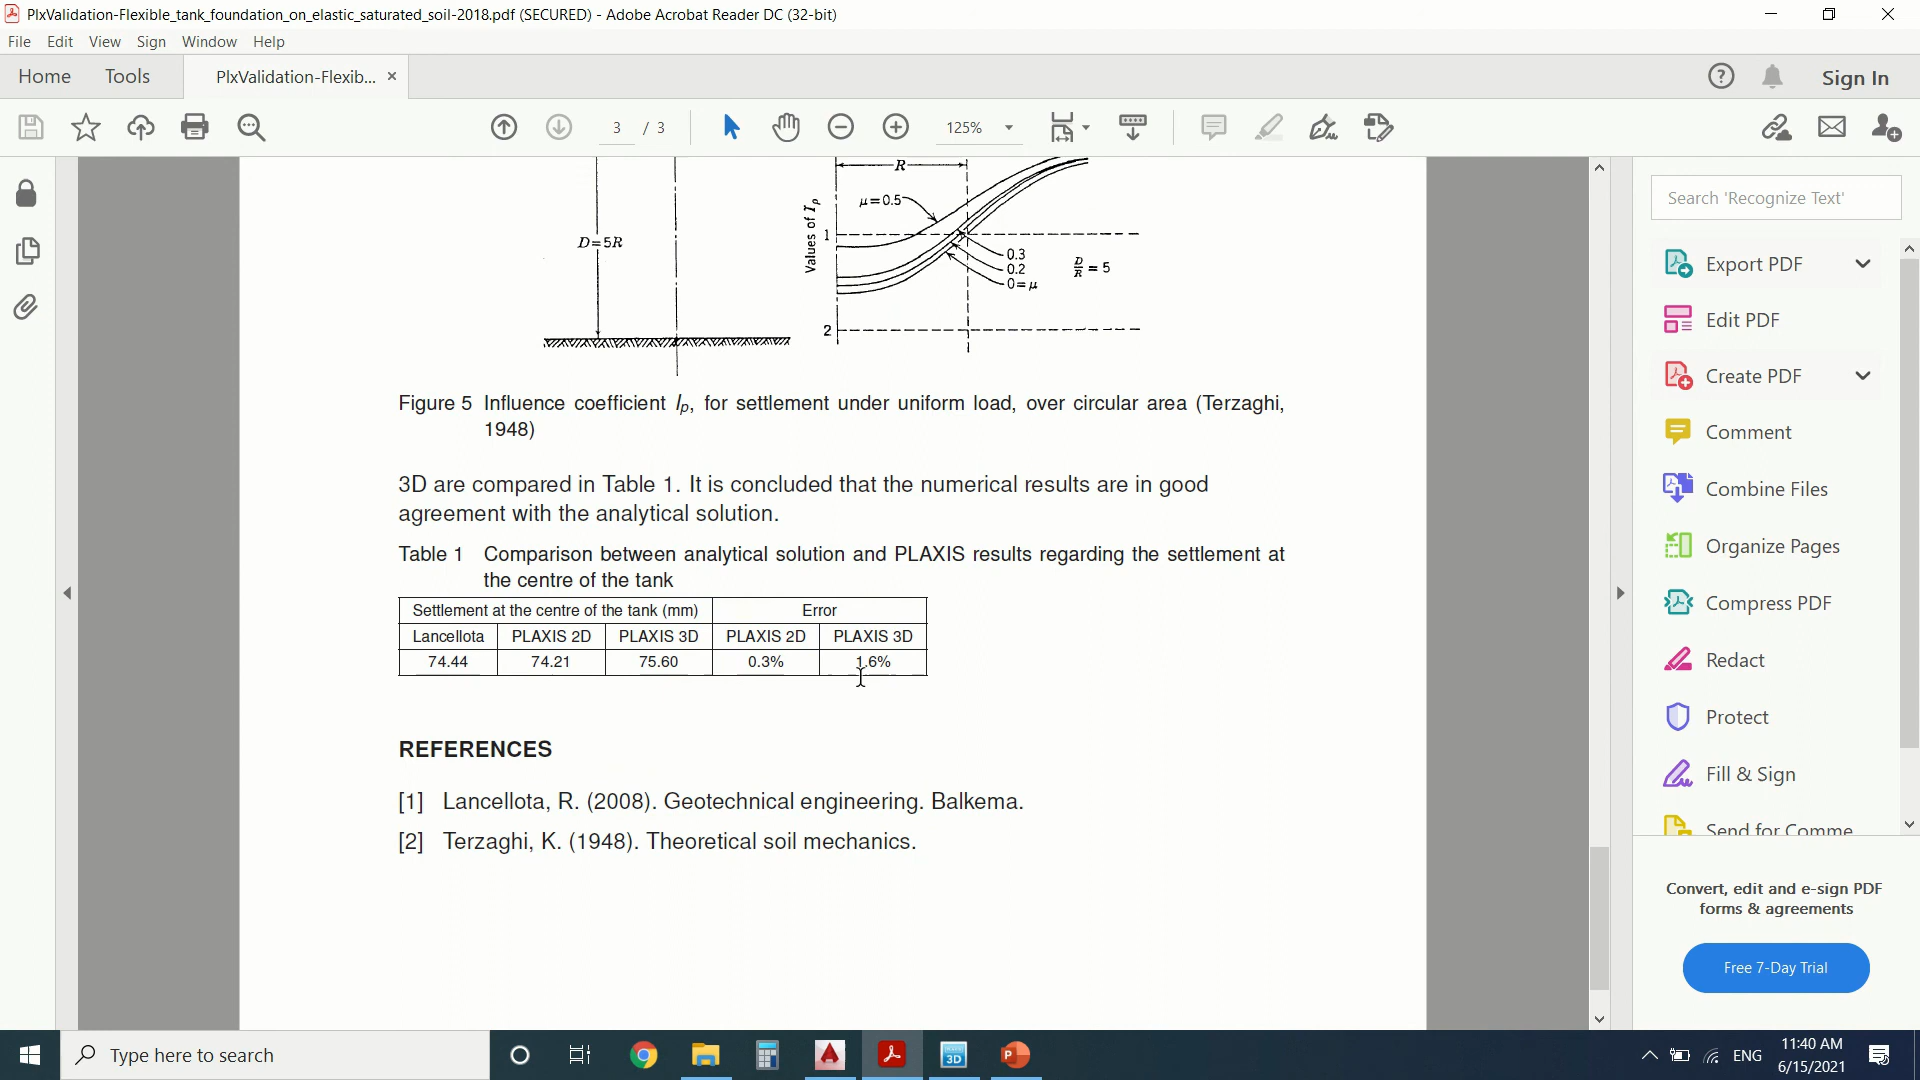 PlxValidation-Flexible_tank_foundation_on_elastic_saturated_soil-2018.pdf (SECURED) - Adobe Acrobat Reader DC (32-bit)
File Edit View Sign Window Help
Home Tools PlxValidation-Flexib... × Sign In
3 / 3 125%
Search 'Recognize Text'
R
μ=0.5
Values of Iρ
1
D=5R
0.3
0.2
0=μ
D/R = 5
2
Figure 5 Influence coefficient Ip, for settlement under uniform load, over circular area (Terzaghi,
1948)
3D are compared in Table 1. It is concluded that the numerical results are in good
agreement with the analytical solution.
Table 1 Comparison between analytical solution and PLAXIS results regarding the settlement at
the centre of the tank
Settlement at the centre of the tank (mm) Error
Lancellota PLAXIS 2D PLAXIS 3D PLAXIS 2D PLAXIS 3D
74.44 74.21 75.60 0.3% 1.6%
REFERENCES
[1] Lancellota, R. (2008). Geotechnical engineering. Balkema.
[2] Terzaghi, K. (1948). Theoretical soil mechanics.
Export PDF
Edit PDF
Create PDF
Comment
Combine Files
Organize Pages
Compress PDF
Redact
Protect
Fill & Sign
Send for Comme
Convert, edit and e-sign PDF
forms & agreements
Free 7-Day Trial
Type here to search
3D
P
ENG
11:40 AM
6/15/2021